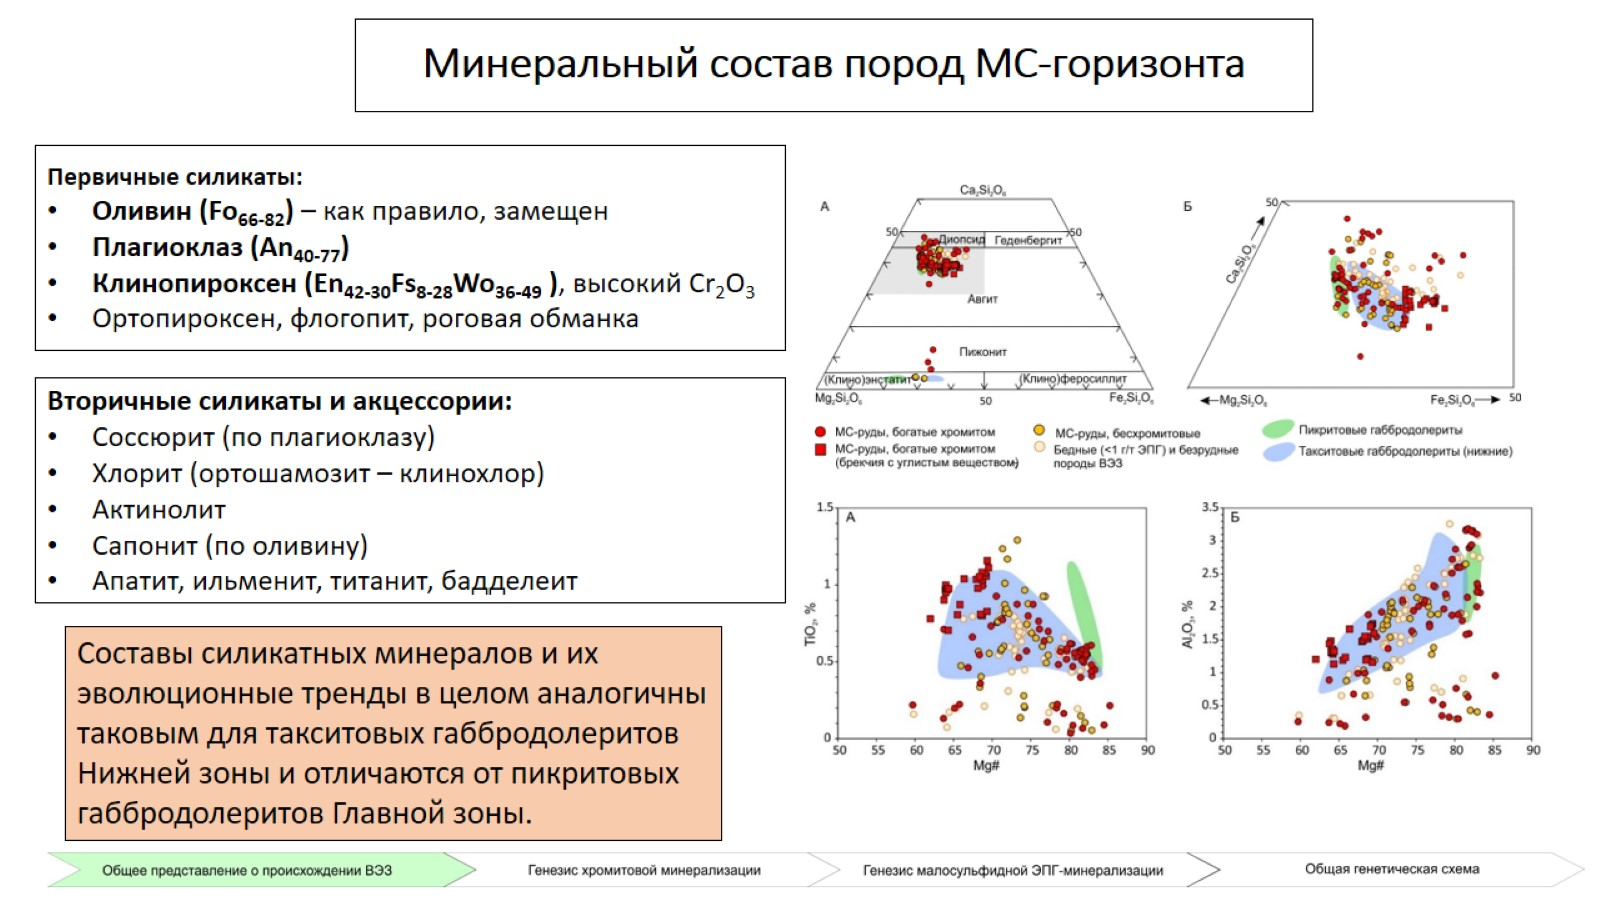 Минеральный состав пород МС-горизонта
Первичные силикаты:
• Оливин (Fo66-82) – как правило, замещен
• Плагиоклаз (An40-77)
• Клинопироксен (En42-30Fs8-28Wo36-49 ), высокий Cr2O3
• Ортопироксен, флогопит, роговая обманка
Вторичные силикаты и акцессории:
• Соссюрит (по плагиоклазу)
• Хлорит (ортошамозит – клинохлор)
• Актинолит
• Сапонит (по оливину)
• Апатит, ильменит, титанит, бадделеит
Составы силикатных минералов и их
эволюционные тренды в целом аналогичны
таковым для такситовых габбродолеритов
Нижней зоны и отличаются от пикритовых
габбродолеритов Главной зоны.
А
Ca2Si2O6
50
50
Диопсид
Геденбергит
Авгит
Пижонит
(Клино)энстатит
(Клино)феросиллит
Mg2Si2O6
50
Fe2Si2O6
Б
50
Ca2Si2O6
Mg2Si2O6
Fe2Si2O6
50
МС-руды, богатые хромитом
МС-руды, богатые хромитом
(брекчия с углистым веществом)
МС-руды, бесхромитовые
Бедные (<1 г/т ЭПГ) и безрудные
породы ВЭЗ
Пикритовые габбродолериты
Такситовые габбродолериты (нижние)
А
1.5
1
0.5
0
TiO2, %
50 55 60 65 70 75 80 85 90
Mg#
Б
3.5
3
2.5
2
1.5
1
0.5
0
Al2O3, %
50 55 60 65 70 75 80 85 90
Mg#
Общее представление о происхождении ВЭЗ
Генезис хромитовой минерализации
Генезис малосульфидной ЭПГ-минерализации
Общая генетическая схема